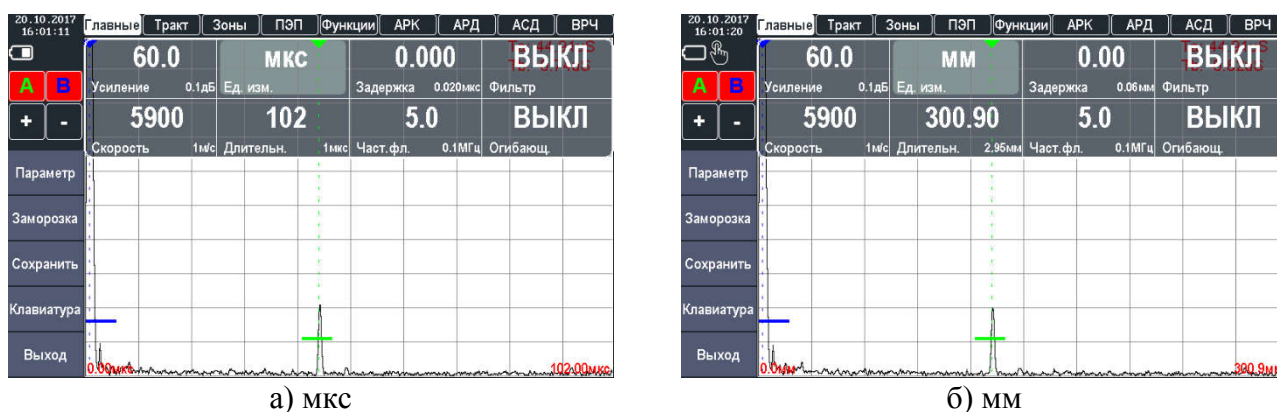 20.10.2017
16:01:11
Главные Тракт Зоны ПЭП Функции АРК АРД АСД ВРЧ
60.0 мкс 0.000 ВЫКЛ
Усиление 0.1дБ Ед. изм. Задержка 0.020мкс Фильтр
A B
5900 102 5.0 ВЫКЛ
+ -
Скорость 1м/с Длительн. 1мкс Част.фл. 0.1МГц Огибающ.
Параметр
Заморозка
Сохранить
Клавиатура
Выход
0.00мкс 102.00мкс
а) мкс
20.10.2017
16:01:20
Главные Тракт Зоны ПЭП Функции АРК АРД АСД ВРЧ
60.0 мм 0.00 ВЫКЛ
Усиление 0.1дБ Ед. изм. Задержка 0.06мм Фильтр
A B
5900 300.90 5.0 ВЫКЛ
+ -
Скорость 1м/с Длительн. 2.95мм Част.фл. 0.1МГц Огибающ.
Параметр
Заморозка
Сохранить
Клавиатура
Выход
300.9мм
б) мм